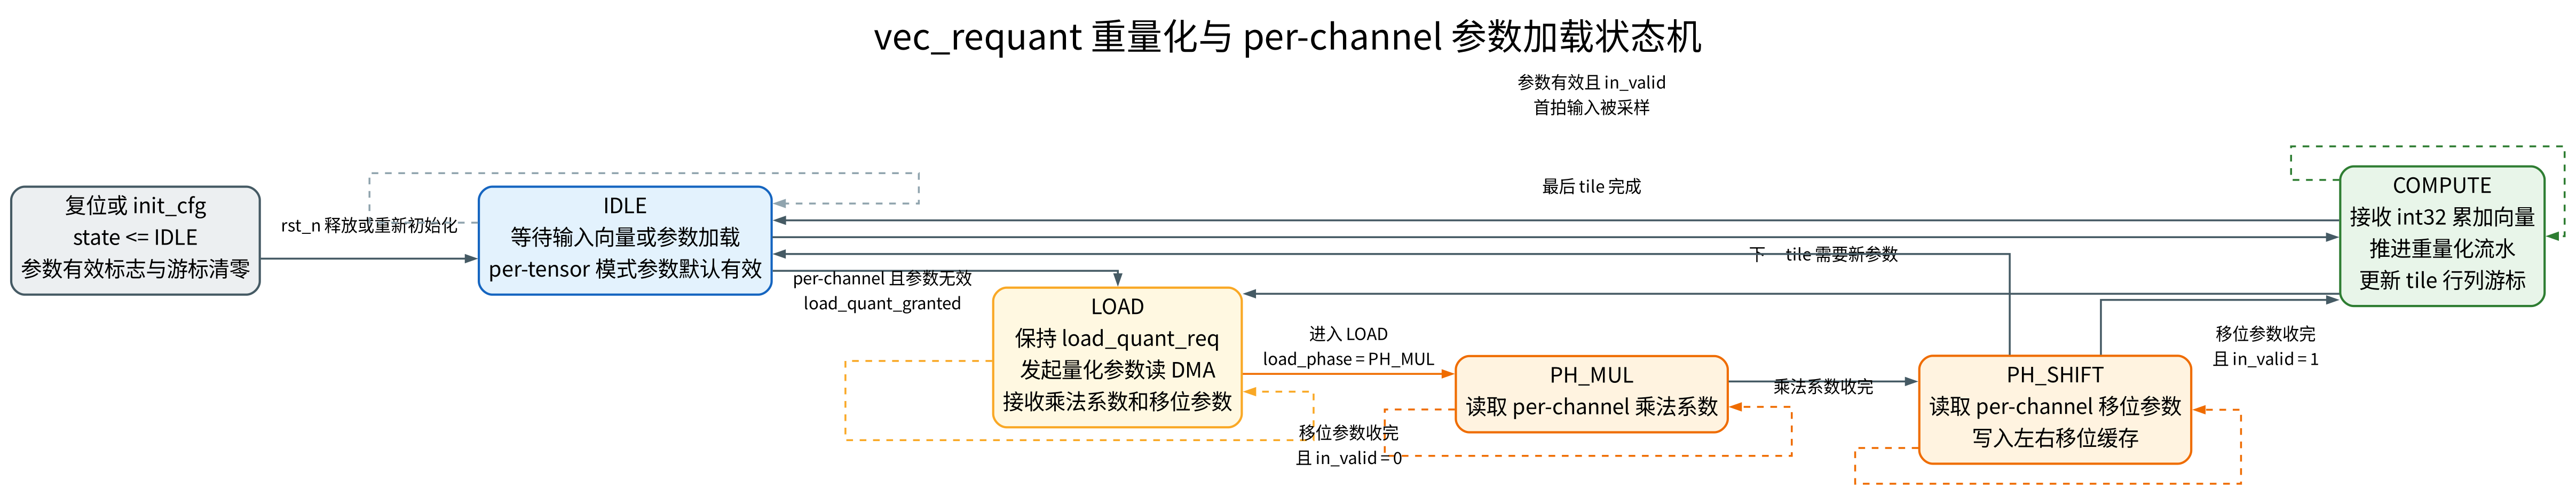 vec_requant 重量化与 per-channel 参数加载状态机
参数有效且 in_valid
首拍输入被采样
最后 tile 完成
复位或 init_cfg
state <= IDLE
参数有效标志与游标清零
rst_n 释放或重新初始化
IDLE
等待输入向量或参数加载
per-tensor 模式参数默认有效
per-channel 且参数无效
load_quant_granted
LOAD
保持 load_quant_req
发起量化参数读 DMA
接收乘法系数和移位参数
进入 LOAD
load_phase = PH_MUL
移位参数收完
且 in_valid = 0
PH_MUL
读取 per-channel 乘法系数
乘法系数收完
下一 tile 需要新参数
PH_SHIFT
读取 per-channel 移位参数
写入左右移位缓存
移位参数收完
且 in_valid = 1
COMPUTE
接收 int32 累加向量
推进重量化流水
更新 tile 行列游标